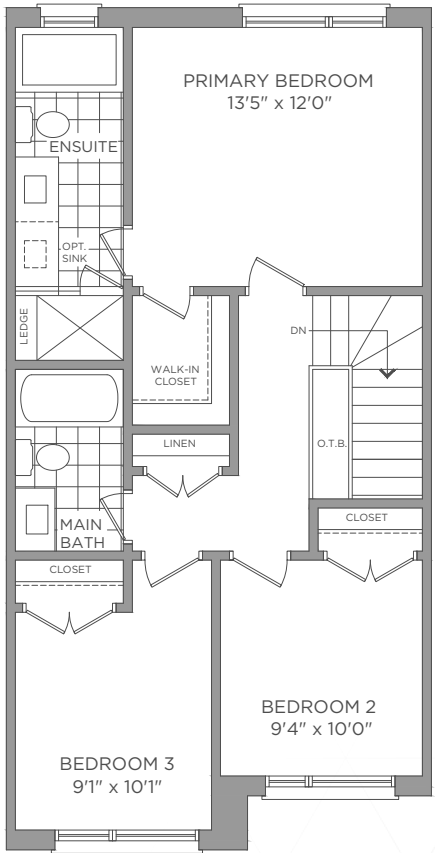 PRIMARY BEDROOM
13'5" x 12'0"
ENSUITE
OPT.
SINK
LEDGE
DN
WALK-IN
CLOSET
LINEN
O.T.B.
MAIN
BATH
CLOSET
CLOSET
BEDROOM 2
9'4" x 10'0"
BEDROOM 3
9'1" x 10'1"